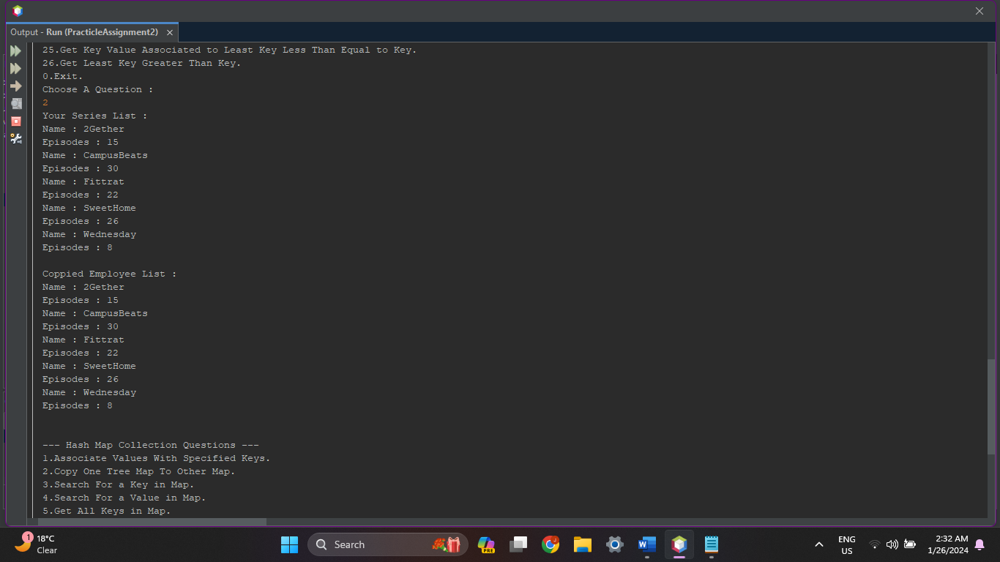 Output - Run (PracticleAssignment2)
25.Get Key Value Associated to Least Key Less Than Equal to Key.
26.Get Least Key Greater Than Key.
0.Exit.
Choose A Question :
2
Your Series List :
Name : 2Gether
Episodes : 15
Name : CampusBeats
Episodes : 30
Name : Fittrat
Episodes : 22
Name : SweetHome
Episodes : 26
Name : Wednesday
Episodes : 8
Coppied Employee List :
Name : 2Gether
Episodes : 15
Name : CampusBeats
Episodes : 30
Name : Fittrat
Episodes : 22
Name : SweetHome
Episodes : 26
Name : Wednesday
Episodes : 8
--- Hash Map Collection Questions ---
1.Associate Values With Specified Keys.
2.Copy One Tree Map To Other Map.
3.Search For a Key in Map.
4.Search For a Value in Map.
5.Get All Keys in Map.
1
18°C
Clear
Search
PRE
W
ENG
US
2:32 AM
1/26/2024